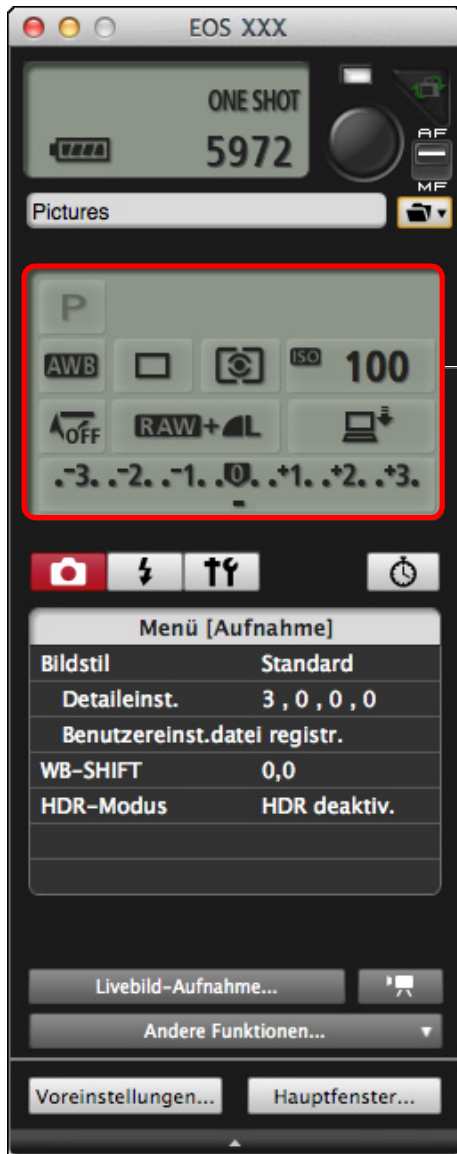 EOS XXX
ONE SHOT
5972
AF
MF
Pictures
P
AWB ISO 100
OFF RAW+L
.-3. .-2. .-1. .0. .+1. .+2. .+3.
Menü [Aufnahme]
Bildstil Standard
Detaileinst. 3 , 0 , 0 , 0
Benutzereinst.datei registr.
WB-SHIFT 0,0
HDR-Modus HDR deaktiv.
Livebild-Aufnahme...
Andere Funktionen...
Voreinstellungen... Hauptfenster...